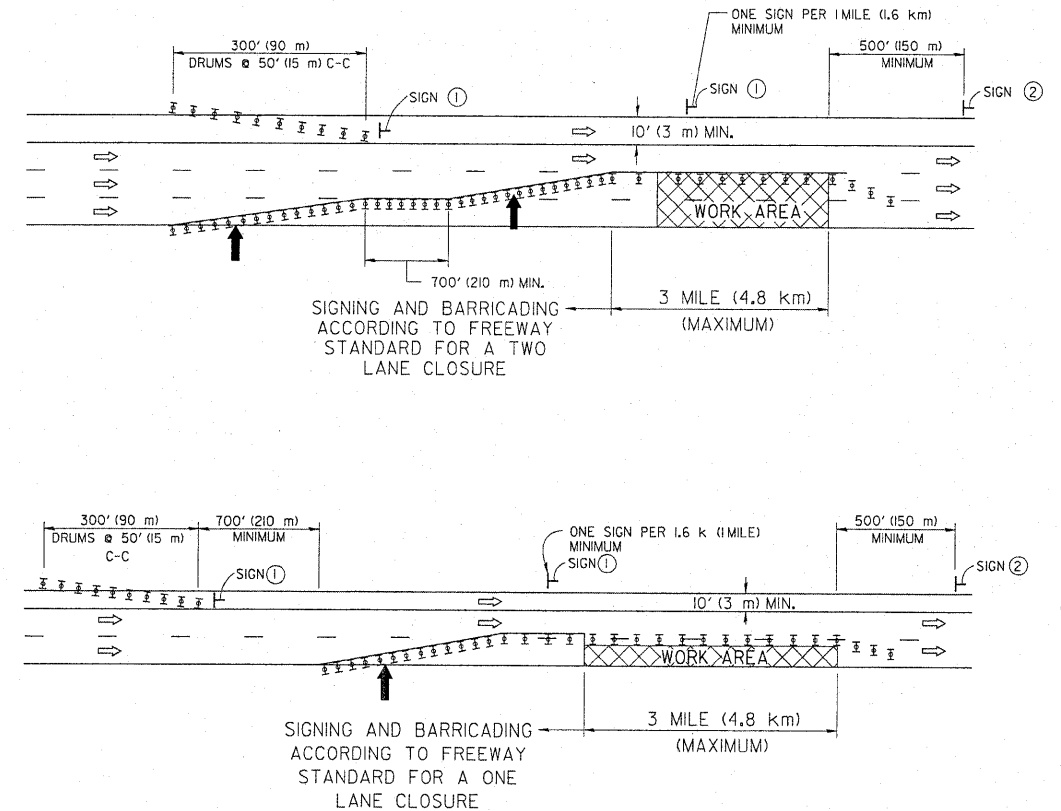 ONE SIGN PER 1 MILE (1.6 km)
MINIMUM
300' (90 m)
DRUMS @ 50' (15 m) C-C
500' (150 m)
MINIMUM
SIGN 1
SIGN 1
SIGN 2
10' (3 m) MIN.
WORK AREA
700' (210 m) MIN.
SIGNING AND BARRICADING
ACCORDING TO FREEWAY
STANDARD FOR A TWO
LANE CLOSURE
3 MILE (4.8 km)
(MAXIMUM)
300' (90 m)
DRUMS @ 50' (15 m)
C-C
700' (210 m)
MINIMUM
ONE SIGN PER 1.6 k (1 MILE)
MINIMUM
SIGN 1
500' (150 m)
MINIMUM
SIGN 1
SIGN 2
10' (3 m) MIN.
WORK AREA
SIGNING AND BARRICADING
ACCORDING TO FREEWAY
STANDARD FOR A ONE
LANE CLOSURE
3 MILE (4.8 km)
(MAXIMUM)